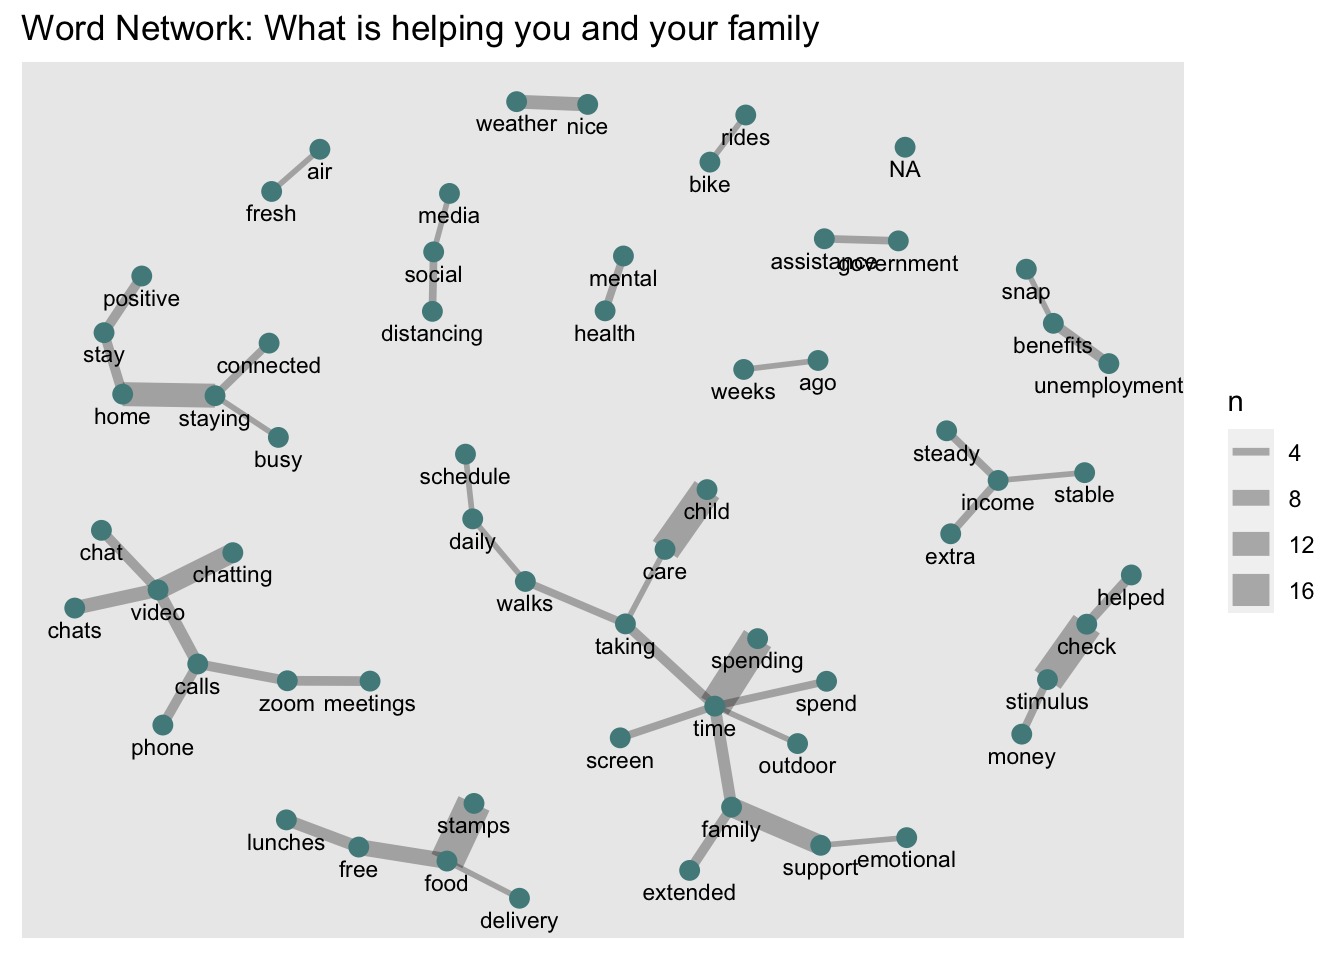 Word Network: What is helping you and your family
weather nice
rides
bike
NA
air
fresh
media
social
distancing
mental
health
assistance government
snap
benefits
unemployment
positive
stay
connected
home staying
busy
weeks ago
steady
income stable
extra
schedule
daily
walks
child
care
taking
chat
chatting
video
chats
calls
zoom meetings
phone
spending
time
spend
screen
outdoor
helped
check
stimulus
money
stamps
lunches
free
food
delivery
family
support emotional
extended
n
4
8
12
16